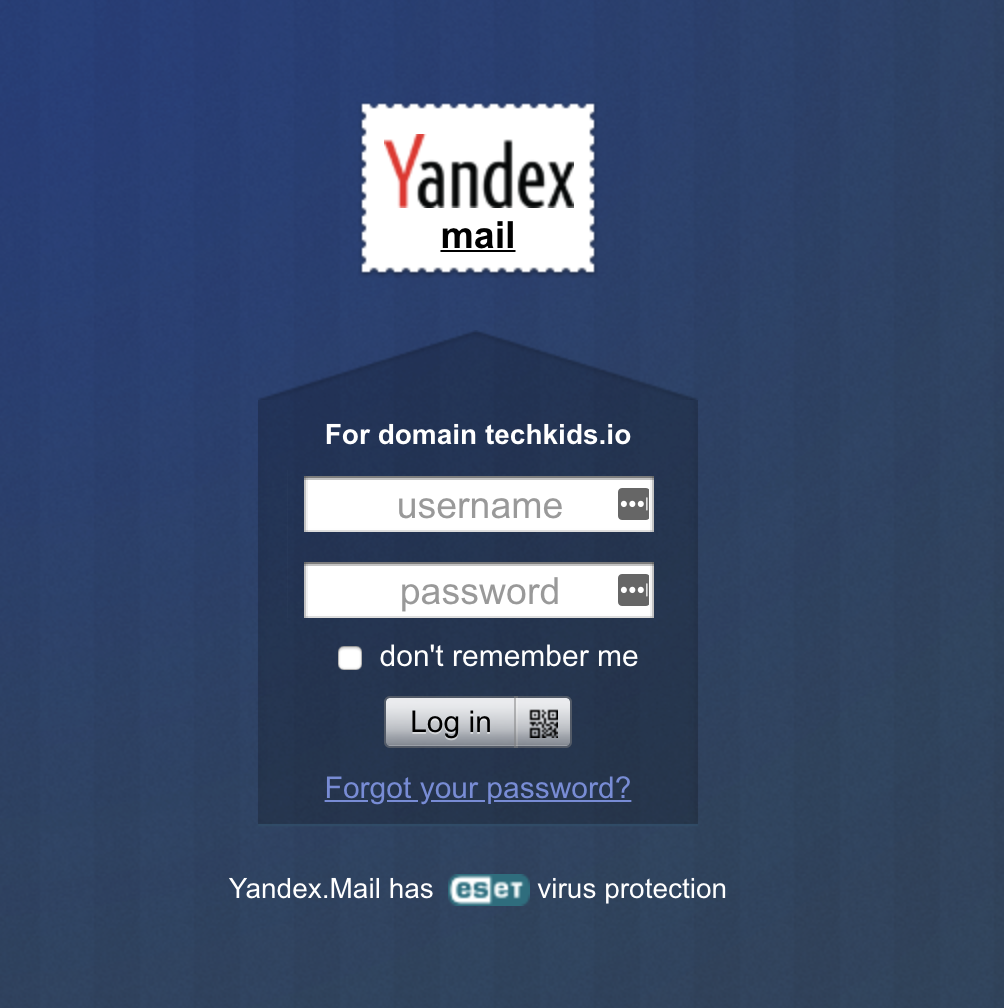 Yandex
mail
For domain techkids.io
username
password
don't remember me
Log in
Forgot your password?
Yandex.Mail has eset virus protection